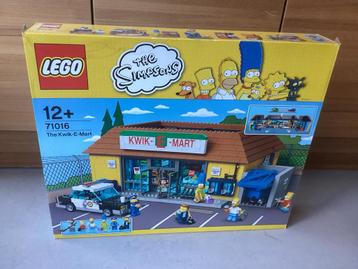 LEGO
THE
SIMPSONS
12+
71016
The Kwik-E-Mart
KWIK-E-MART